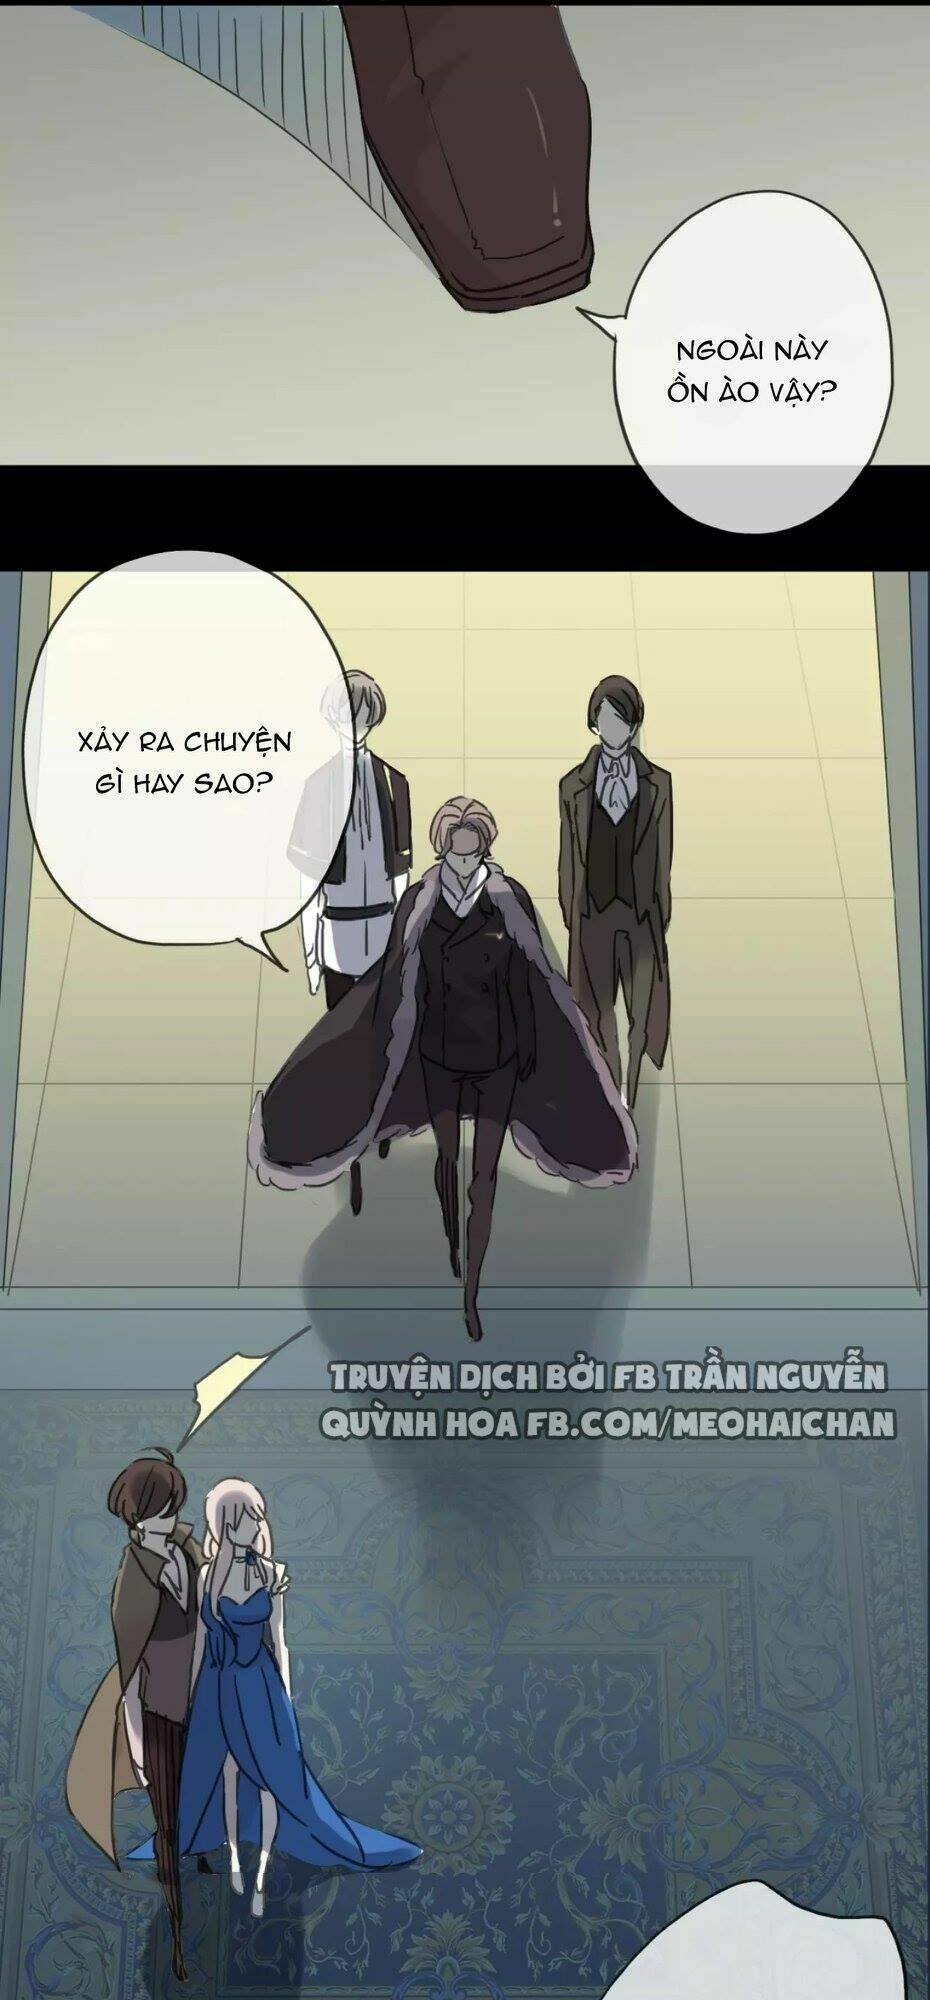 NGOÀI NÀY
ỒN ÀO VẬY?
XẢY RA CHUYỆN
GÌ HAY SAO?
TRUYỆN DỊCH BỞI FB TRẦN NGUYỄN
QUỲNH HOA FB.COM/MEOHAICHAN